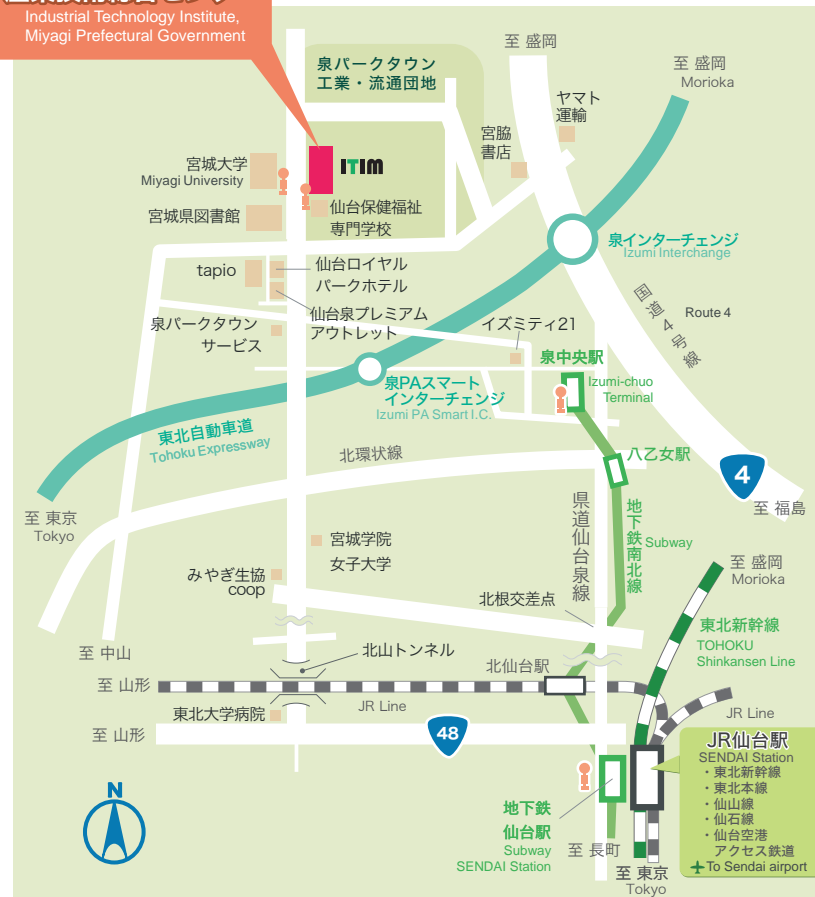 産業技術総合センター
Industrial Technology Institute,
Miyagi Prefectural Government
至 盛岡
至 盛岡
Morioka
泉パークタウン
工業・流通団地
ヤマト
運輸
宮脇
書店
宮城大学
Miyagi University
ITIM
宮城県図書館
仙台保健福祉
専門学校
泉インターチェンジ
Izumi Interchange
tapio
仙台ロイヤル
パークホテル
国道4号線
Route 4
仙台泉プレミアム
アウトレット
泉パークタウン
サービス
イズミティ21
泉中央駅
Izumi-chuo
Terminal
泉PAスマート
インターチェンジ
Izumi PA Smart I.C.
東北自動車道
Tohoku Expressway
北環状線
八乙女駅
4
至 福島
至 東京
Tokyo
県道仙台泉線
地下鉄南北線
Subway
宮城学院
女子大学
みやぎ生協
coop
至 盛岡
Morioka
北根交差点
東北新幹線
TOHOKU
Shinkansen Line
至 中山
北山トンネル
北仙台駅
至 山形
JR Line
JR Line
東北大学病院
至 山形
48
JR仙台駅
SENDAI Station
・東北新幹線
・東北本線
・仙山線
・仙石線
・仙台空港
アクセス鉄道
To Sendai airport
N
地下鉄
仙台駅
Subway
SENDAI Station
至 長町
至 東京
Tokyo